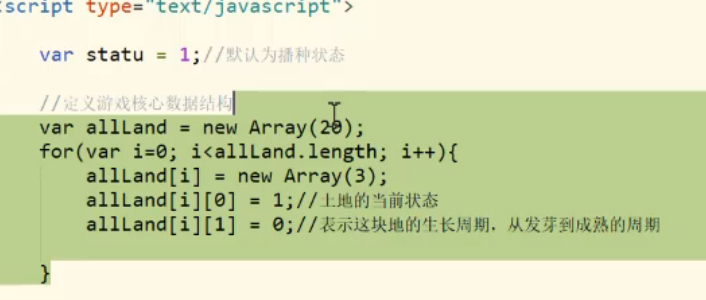 <script type="text/javascript">
var statu = 1;//默认为播种状态
//定义游戏核心数据结构
var allLand = new Array(20);
for(var i=0; i<allLand.length; i++){
allLand[i] = new Array(3);
allLand[i][0] = 1;//土地的当前状态
allLand[i][1] = 0;//表示这块地的生长周期，从发芽到成熟的周期
}